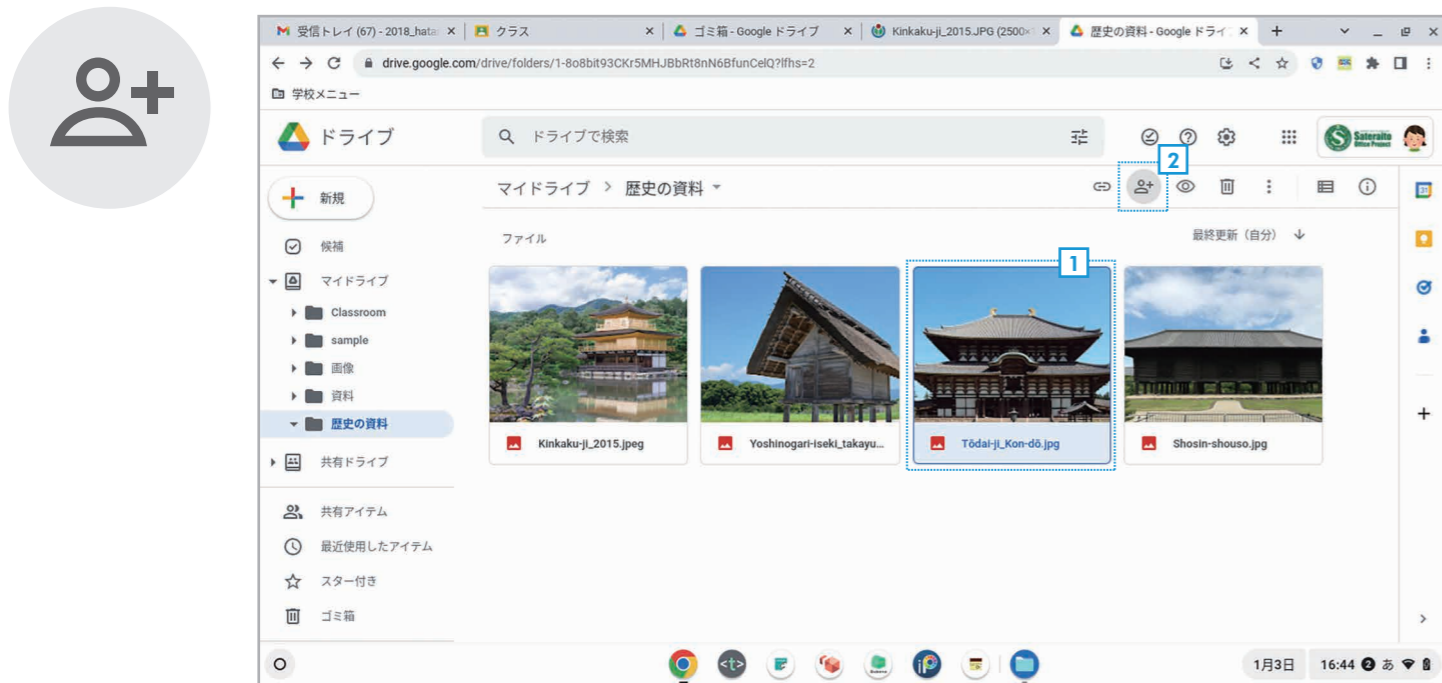 受信トレイ (67) - 2018_hata
クラス
ゴミ箱 - Google ドライブ
Kinkaku-ji_2015.JPG (2500×
歴史の資料 - Google ドライブ
drive.google.com/drive/folders/1-8o8bit93CKr5MHJBbRt8nN6BfunCelQ?lfhs=2
学校メニュー
ドライブ
ドライブで検索
Sateraito
Office Project
2
新規
マイドライブ > 歴史の資料
候補
ファイル
最終更新（自分）
1
マイドライブ
Classroom
sample
画像
資料
歴史の資料
Kinkaku-ji_2015.jpeg
Yoshinogari-iseki_takayu...
Tōdai-ji_Kon-dō.jpg
Shosin-shouso.jpg
共有ドライブ
共有アイテム
最近使用したアイテム
スター付き
ゴミ箱
1月3日
16:44 2 あ